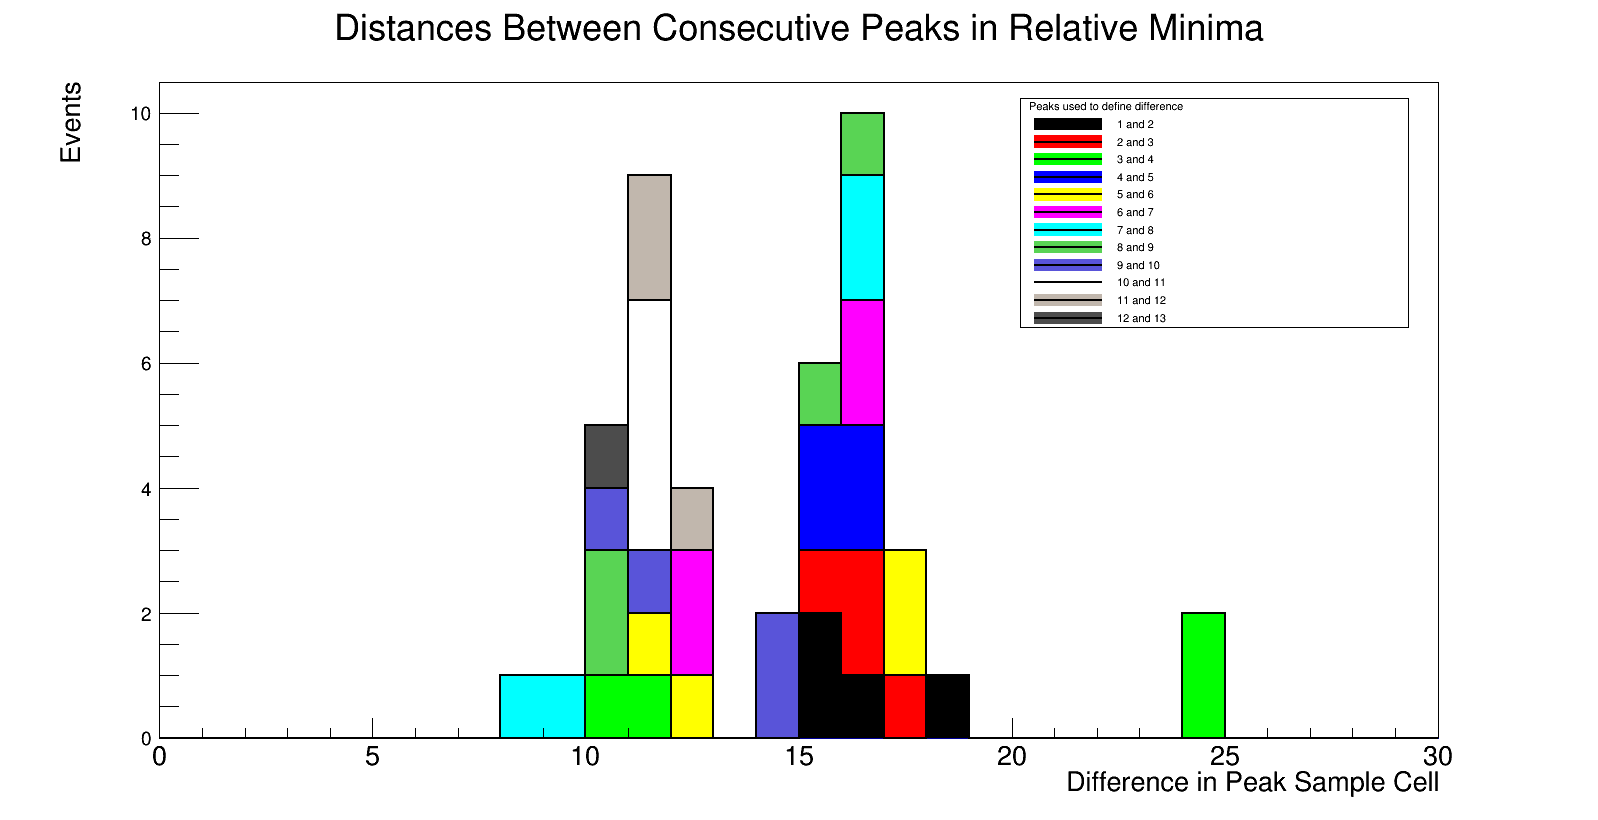 Distances Between Consecutive Peaks in Relative Minima
Events
10
8
6
4
2
0
Peaks used to define difference
1 and 2
2 and 3
3 and 4
4 and 5
5 and 6
6 and 7
7 and 8
8 and 9
9 and 10
10 and 11
11 and 12
12 and 13
0 5 10 15 20 25 30
Difference in Peak Sample Cell